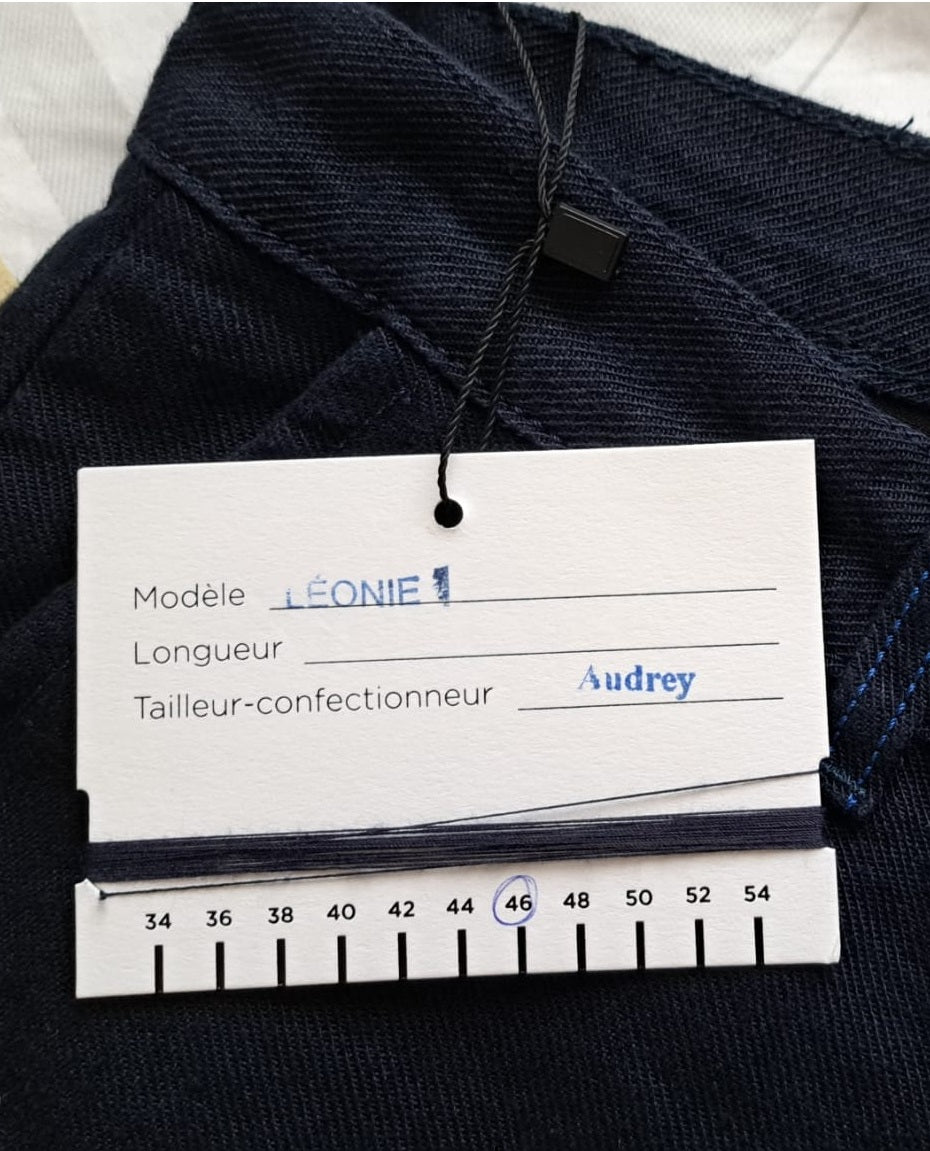 Modèle LÉONIE 1
Longueur
Tailleur-confectionneur Audrey
34 36 38 40 42 44 46 48 50 52 54